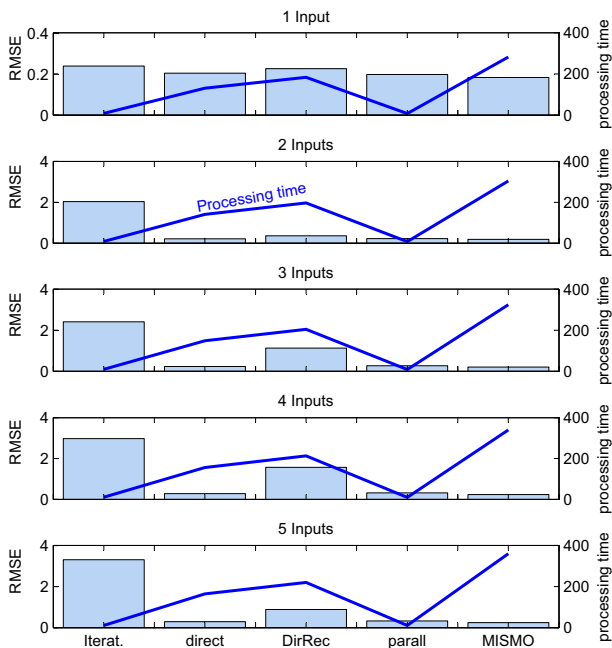 1 Input
RMSE
0.4
0.2
0
400
200
0
processing time
2 Inputs
RMSE
4
2
0
Processing time
400
200
0
processing time
3 Inputs
RMSE
4
2
0
400
200
0
processing time
4 Inputs
RMSE
4
2
0
400
200
0
processing time
5 Inputs
RMSE
4
2
0
400
200
0
processing time
Iterat. direct DirRec parall MISMO